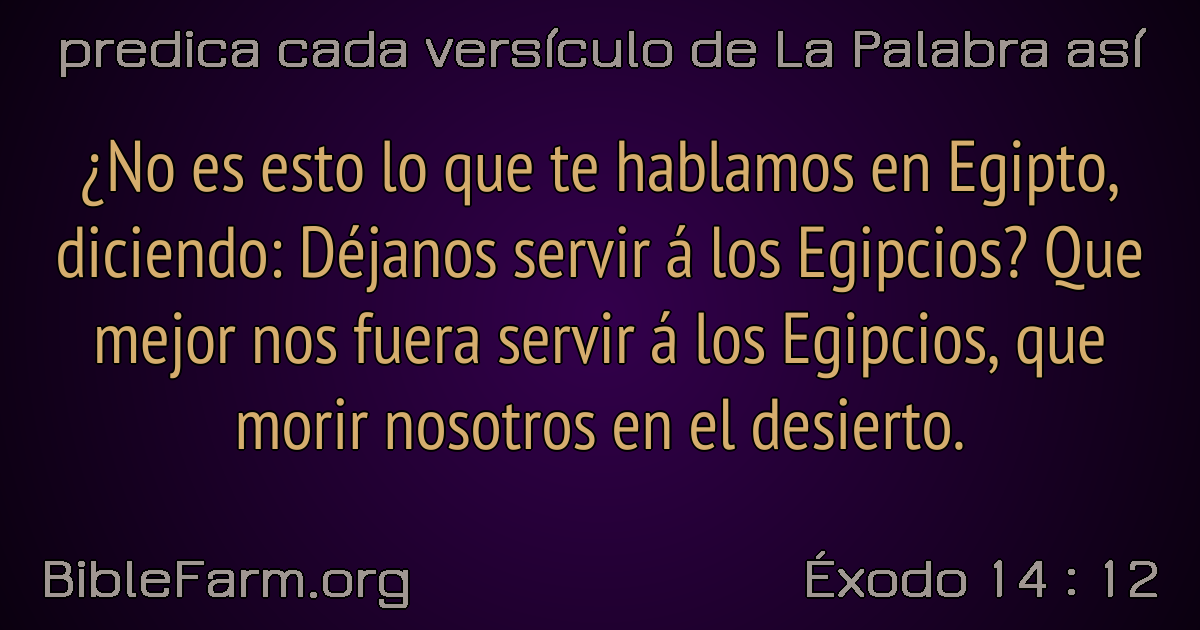 predica cada versículo de La Palabra así
¿No es esto lo que te hablamos en Egipto,
diciendo: Déjanos servir á los Egipcios? Que
mejor nos fuera servir á los Egipcios, que
morir nosotros en el desierto.
BibleFarm.org
Éxodo 14 : 12